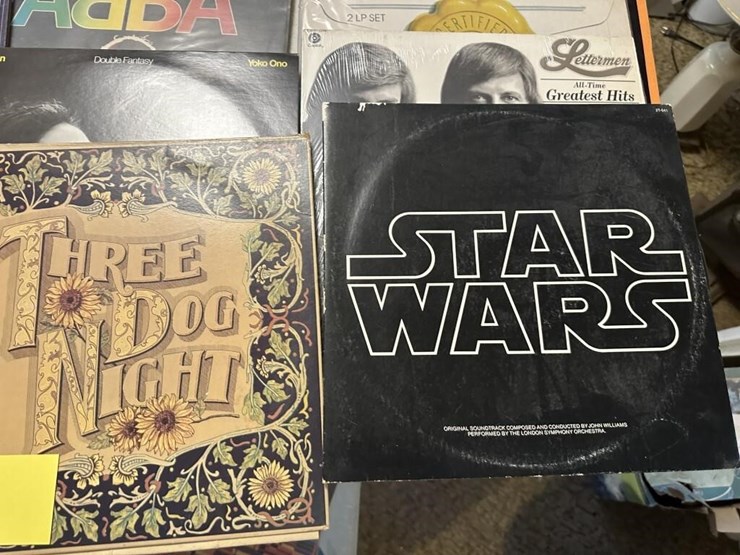 ABBA
2 LP SET
CERTIFIED
Double Fantasy
Yoko Ono
Lettermen
All-Time
Greatest Hits
THREE
DOG
NIGHT
STAR
WARS
ORIGINAL SOUNDTRACK COMPOSED AND CONDUCTED BY JOHN WILLIAMS
PERFORMED BY THE LONDON SYMPHONY ORCHESTRA.